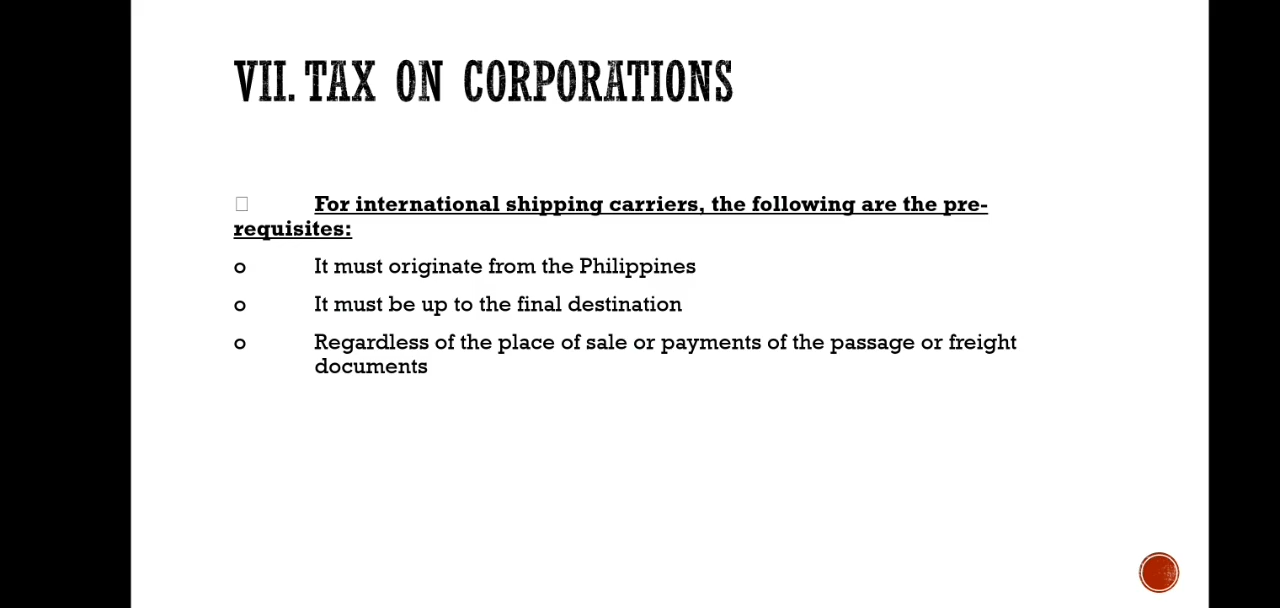 VII. TAX ON CORPORATIONS
For international shipping carriers, the following are the pre-
requisites:
o It must originate from the Philippines
o It must be up to the final destination
o Regardless of the place of sale or payments of the passage or freight
documents